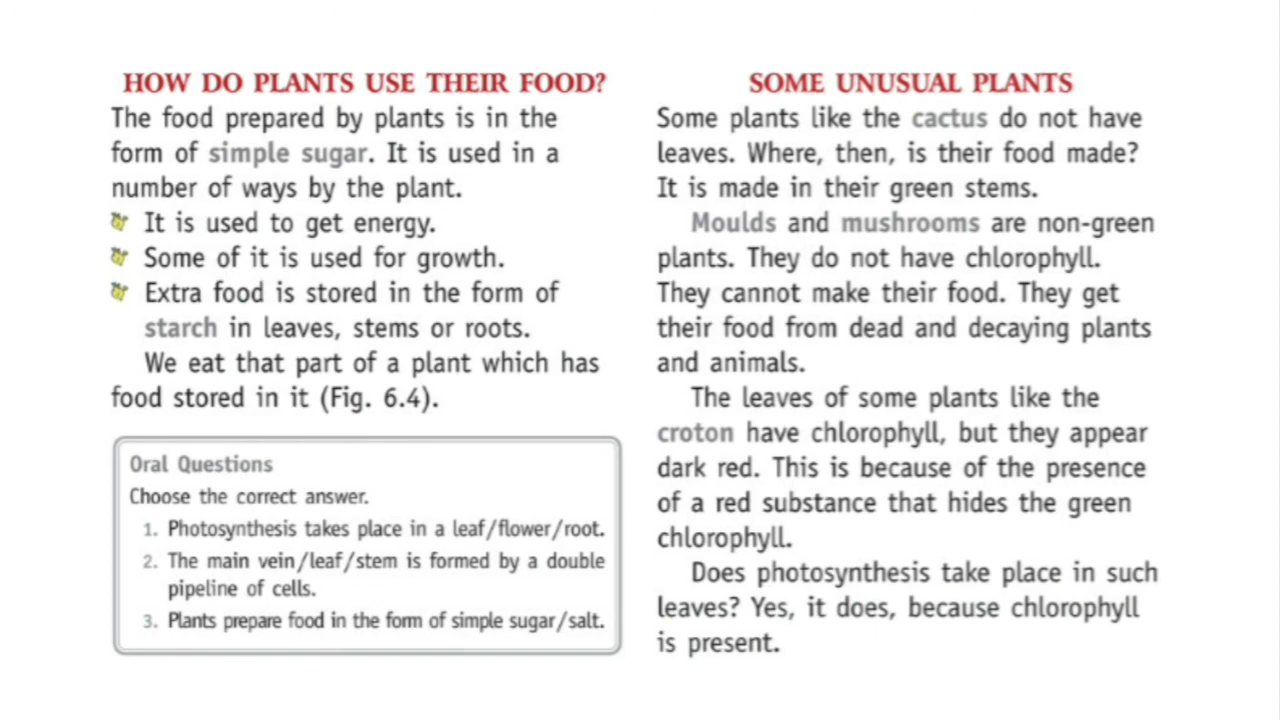 HOW DO PLANTS USE THEIR FOOD?
The food prepared by plants is in the
form of simple sugar. It is used in a
number of ways by the plant.
It is used to get energy.
Some of it is used for growth.
Extra food is stored in the form of
starch in leaves, stems or roots.
We eat that part of a plant which has
food stored in it (Fig. 6.4).
Oral Questions
Choose the correct answer.
1. Photosynthesis takes place in a leaf/flower/root.
2. The main vein/leaf/stem is formed by a double
pipeline of cells.
3. Plants prepare food in the form of simple sugar/salt.
SOME UNUSUAL PLANTS
Some plants like the cactus do not have
leaves. Where, then, is their food made?
It is made in their green stems.
Moulds and mushrooms are non-green
plants. They do not have chlorophyll.
They cannot make their food. They get
their food from dead and decaying plants
and animals.
The leaves of some plants like the
croton have chlorophyll, but they appear
dark red. This is because of the presence
of a red substance that hides the green
chlorophyll.
Does photosynthesis take place in such
leaves? Yes, it does, because chlorophyll
is present.